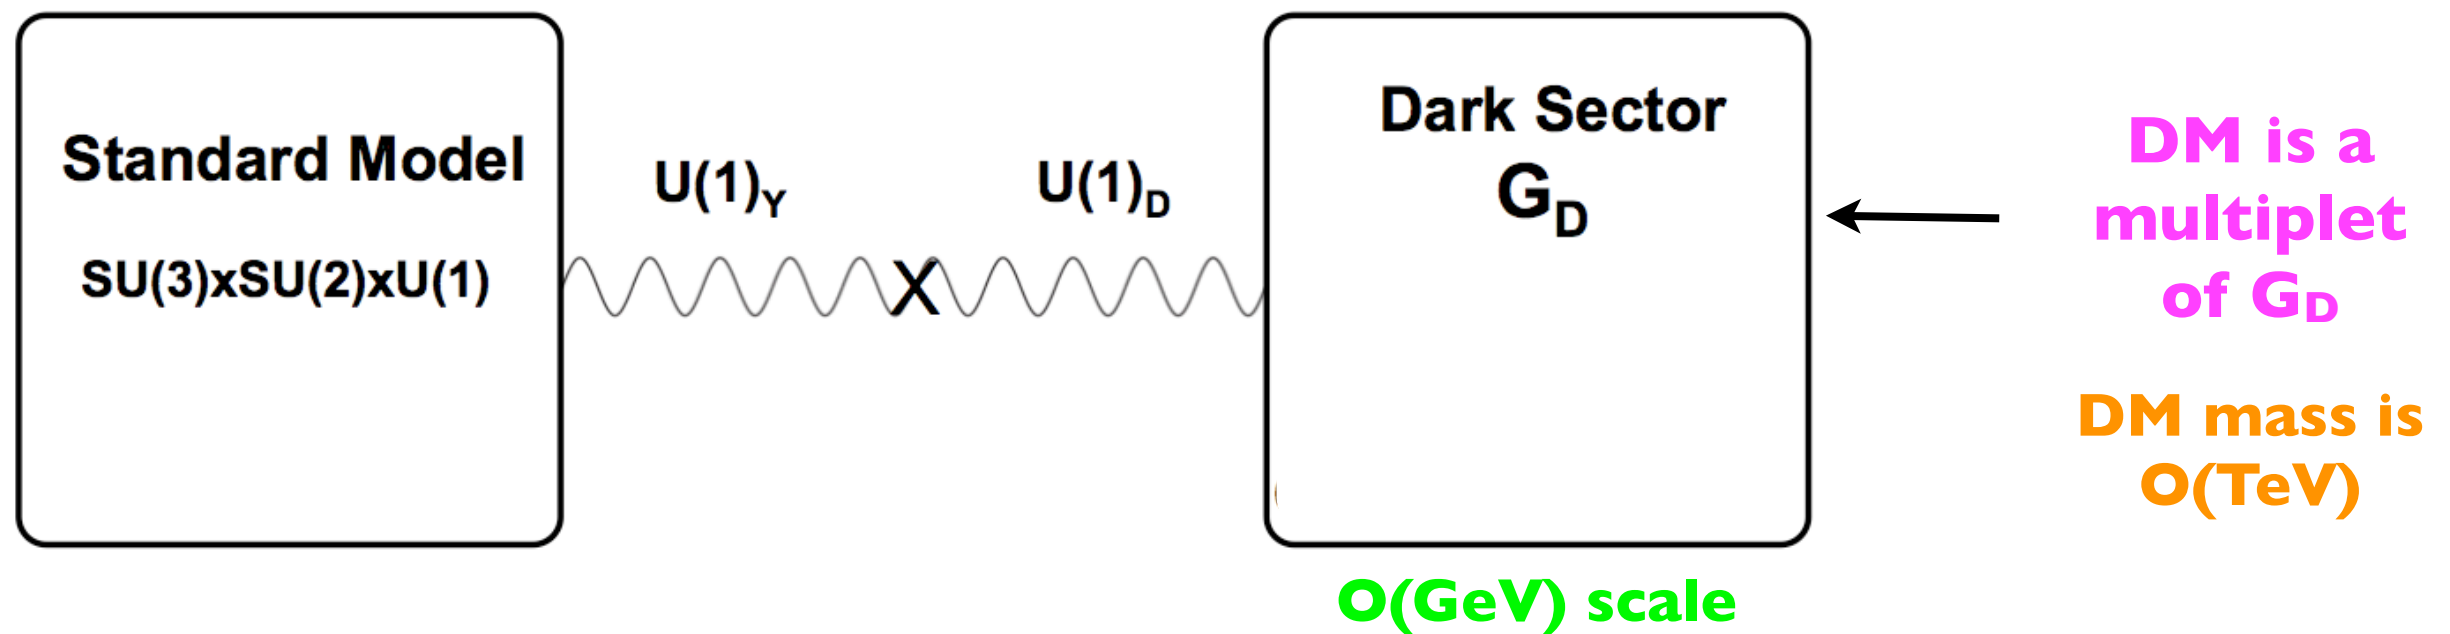 Standard Model
SU(3)xSU(2)xU(1)
U(1)Y
X
U(1)D
Dark Sector
GD
O(GeV) scale
DM is a
multiplet
of GD
DM mass is
O(TeV)